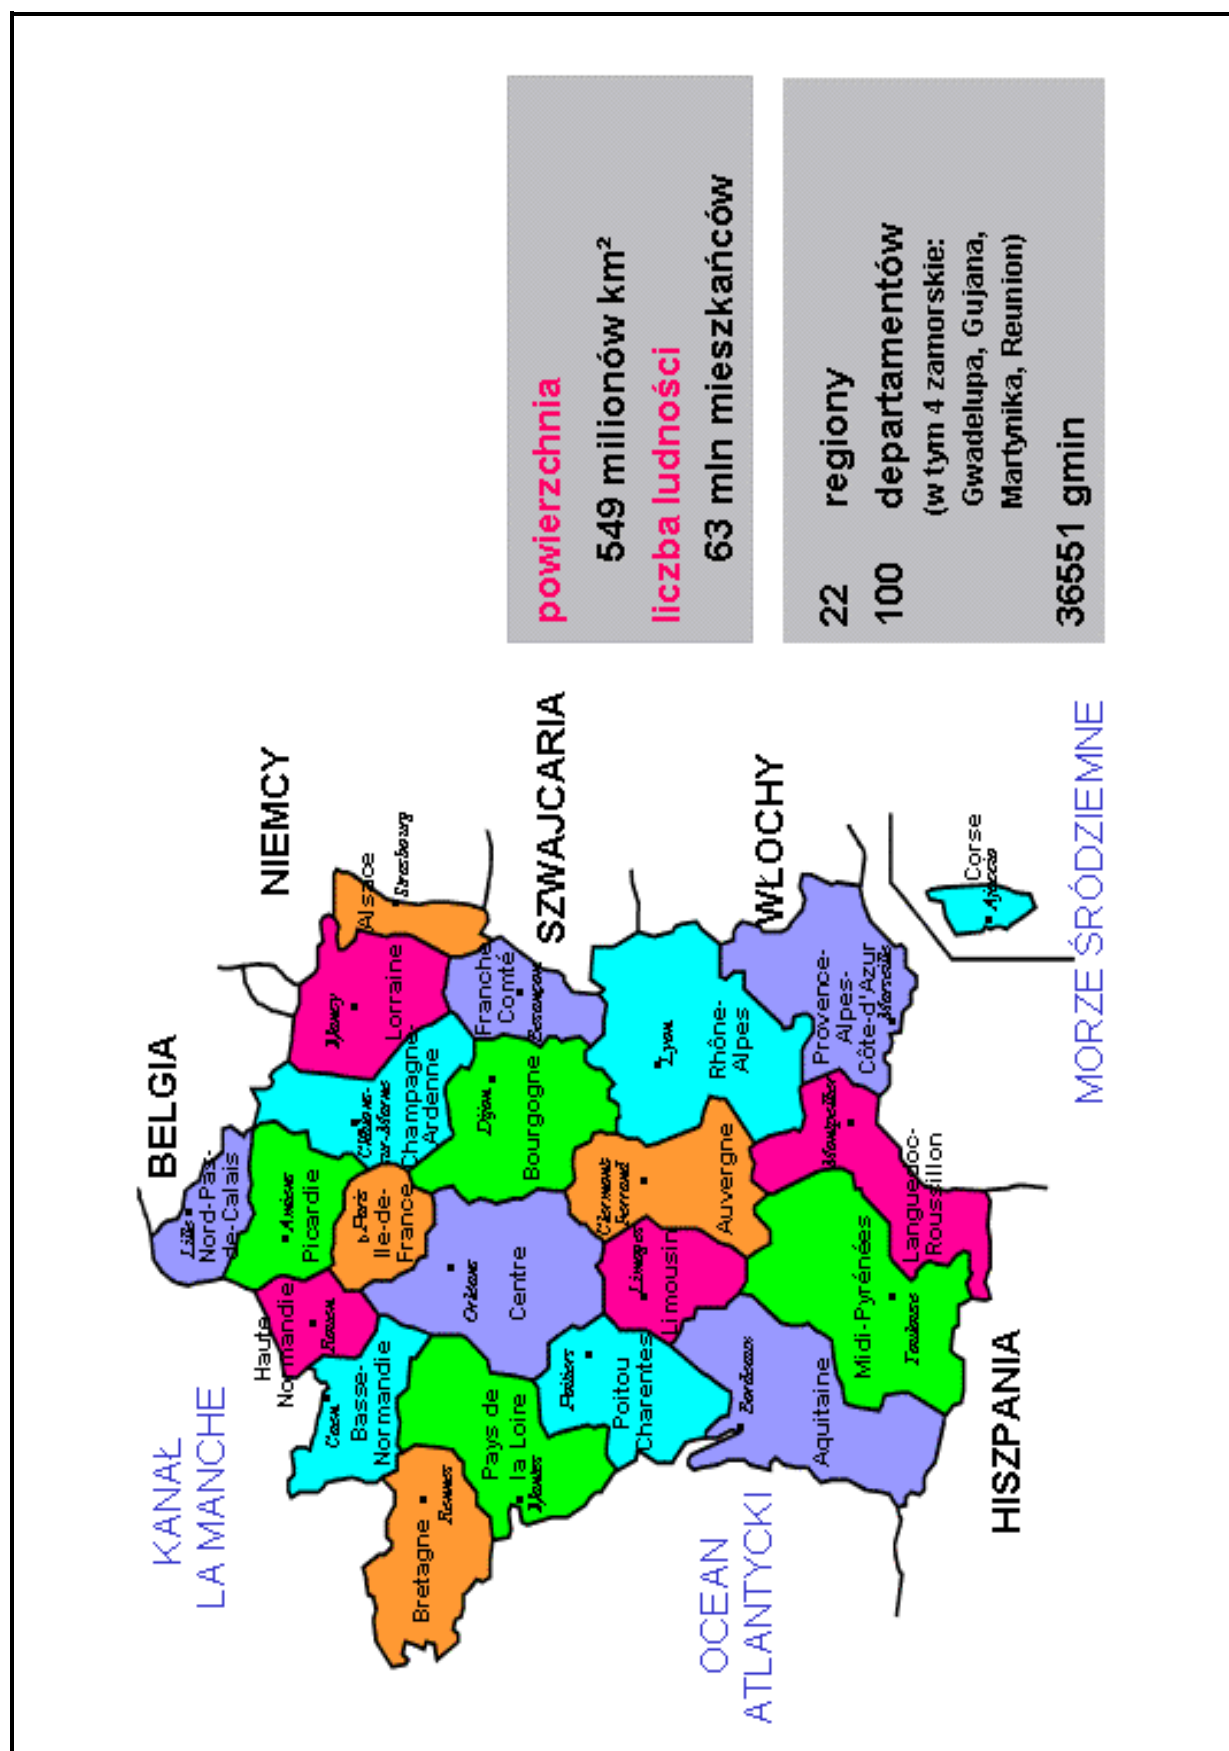 KANAŁ
LA MANCHE
BELGIA
NIEMCY
SZWAJCARIA
WŁOCHY
HISZPANIA
OCEAN
ATLANTYCKI
MORZE ŚRÓDZIEMNE
Lille
Nord-Pas-
de-Calais
Amiens
Picardie
Haute
Normandie
Rouen
Caen
Basse-
Normandie
Paris
Ile-de-
France
Châlons-
sur-Marne
Champagne-
Ardenne
Nancy
Lorraine
Alsace
Strasbourg
Bretagne
Rennes
Pays de
la Loire
Nantes
Orléans
Centre
Dijon
Bourgogne
Franche
Comté
Besançon
Poitiers
Poitou
Charentes
Limoges
Limousin
Clermont
Ferrand
Auvergne
Lyon
Rhône-
Alpes
Bordeaux
Aquitaine
Midi-Pyrénées
Toulouse
Montpellier
Languedoc-
Roussillon
Provence-
Alpes-
Côte-d'Azur
Marseille
Corse
Ajaccio
powierzchnia
549 milionów km²
liczba ludności
63 mln mieszkańców
22 regiony
100 departamentów
(w tym 4 zamorskie:
Gwadelupa, Gujana,
Martynika, Reunion)
36551 gmin